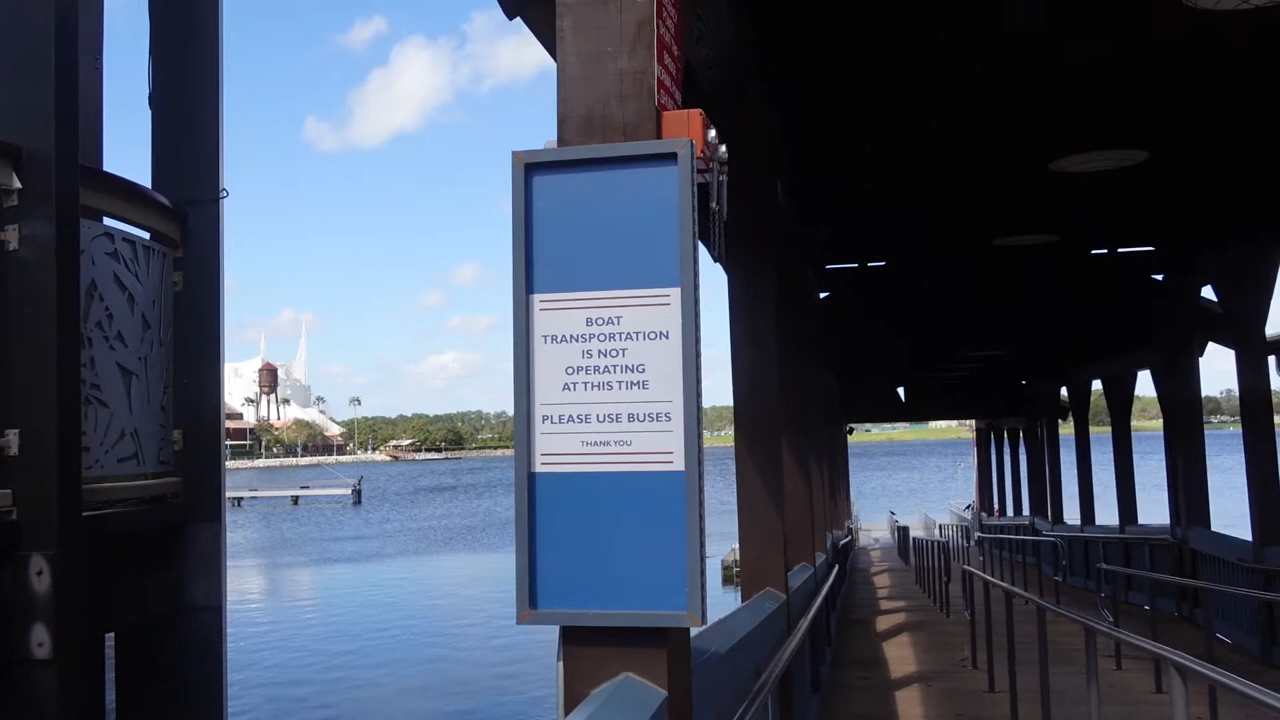 BOAT
TRANSPORTATION
IS NOT
OPERATING
AT THIS TIME
PLEASE USE BUSES
THANK YOU